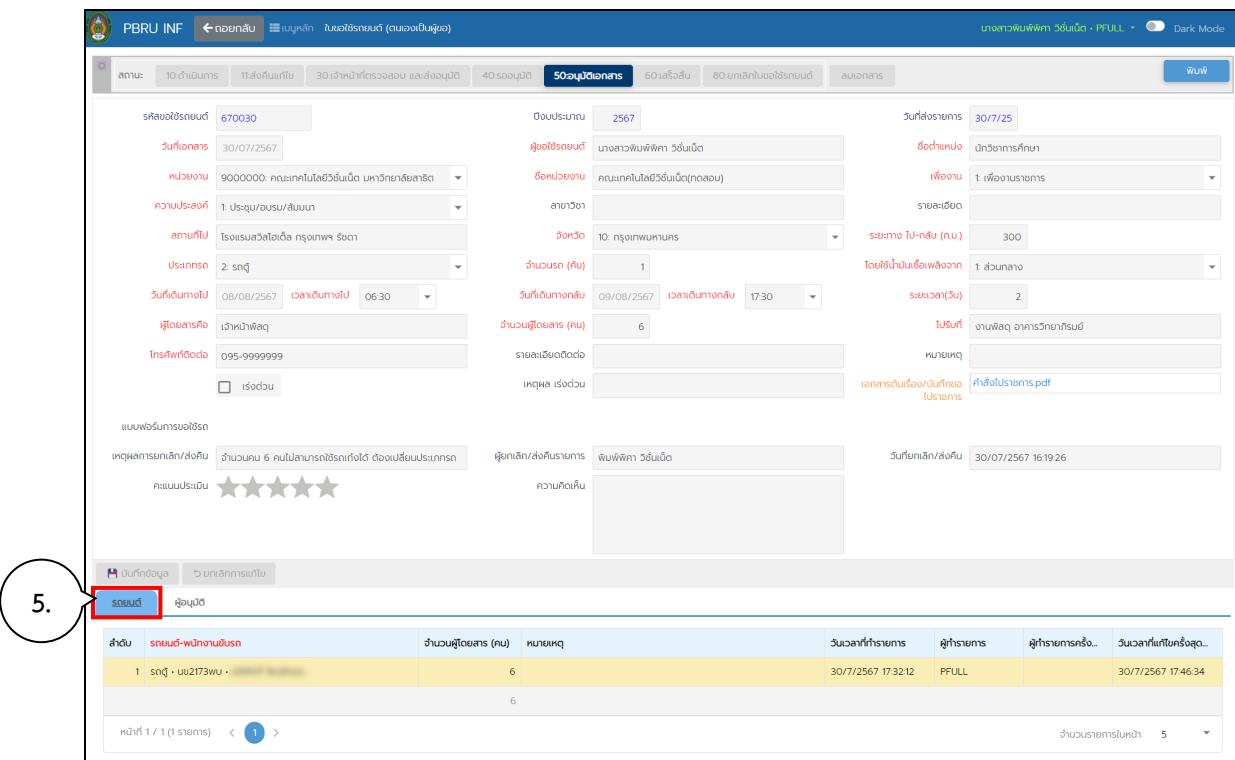 PBRU INF ถอยกลับ เมนูหลัก ใบขอใช้รถยนต์ (ตนเองเป็นผู้ขอ) นางสาวพิมพ์พิศา วิชั่นเน็ต - PFULL Dark Mode
สถานะ 10:ดำเนินการ 11:ส่งคืนแก้ไข 30:เจ้าหน้าที่ตรวจสอบ และส่งอนุมัติ 40:รออนุมัติ 50:อนุมัติเอกสาร 60:เสร็จสิ้น 80:ยกเลิกใบขอใช้รถยนต์ ลบเอกสาร พิมพ์
รหัสขอใช้รถยนต์ 670030 ปีงบประมาณ 2567 วันที่ส่งรายการ 30/7/25
วันที่เอกสาร 30/07/2567 ผู้ขอใช้รถยนต์ นางสาวพิมพ์พิศา วิชั่นเน็ต ชื่อตำแหน่ง นักวิชาการศึกษา
หน่วยงาน 9000000: คณะเทคโนโลยีวิชั่นเน็ต มหาวิทยาลัยสาธิต ชื่อหน่วยงาน คณะเทคโนโลยีวิชั่นเน็ต(ทดสอบ) เพื่องาน 1: เพื่องานราชการ
ความประสงค์ 1: ประชุม/อบรม/สัมมนา สาขาวิชา รายละเอียด
สถานที่ไป โรงแรมสวิสโฮเต็ล กรุงเทพฯ รัชดา จังหวัด 10: กรุงเทพมหานคร ระยะทาง ไป-กลับ (ก.ม.) 300
ประเภทรถ 2: รถตู้ จำนวนรถ (คัน) 1 โดยใช้น้ำมันเชื้อเพลิงจาก 1: ส่วนกลาง
วันที่เดินทางไป 08/08/2567 เวลาเดินทางไป 06:30 วันที่เดินทางกลับ 09/08/2567 เวลาเดินทางกลับ 17:30 ระยะเวลา(วัน) 2
ผู้โดยสารคือ เจ้าหน้าพัสดุ จำนวนผู้โดยสาร (คน) 6 ไปรับที่ งานพัสดุ อาคารวิทยาภิรมย์
โทรศัพท์ติดต่อ 095-9999999 รายละเอียดติดต่อ หมายเหตุ
เร่งด่วน เหตุผล เร่งด่วน เอกสารต้นเรื่อง/บันทึกขอ คำสั่งไปราชการ.pdf
ไปราชการ
แบบฟอร์มการขอใช้รถ
เหตุผลการยกเลิก/ส่งคืน จำนวนคน 6 คนไม่สามารถใช้รถเก๋งได้ ต้องเปลี่ยนประเภทรถ ผู้ยกเลิก/ส่งคืนรายการ พิมพ์พิศา วิชั่นเน็ต วันที่ยกเลิก/ส่งคืน 30/07/2567 16:19:26
คะแนนประเมิน ความคิดเห็น
บันทึกข้อมูล ยกเลิกการแก้ไข
5. รถยนต์ ผู้อนุมัติ
ลำดับ รถยนต์-พนักงานขับรถ จำนวนผู้โดยสาร (คน) หมายเหตุ วันเวลาที่ทำรายการ ผู้ทำรายการ ผู้ทำรายการครั้ง... วันเวลาที่แก้ไขครั้งสุด...
1 รถตู้ - นข2173พบ - 6 30/7/2567 17:32:12 PFULL 30/7/2567 17:46:34
6
หน้าที่ 1 / 1 (1 รายการ) < 1 > จำนวนรายการในหน้า: 5